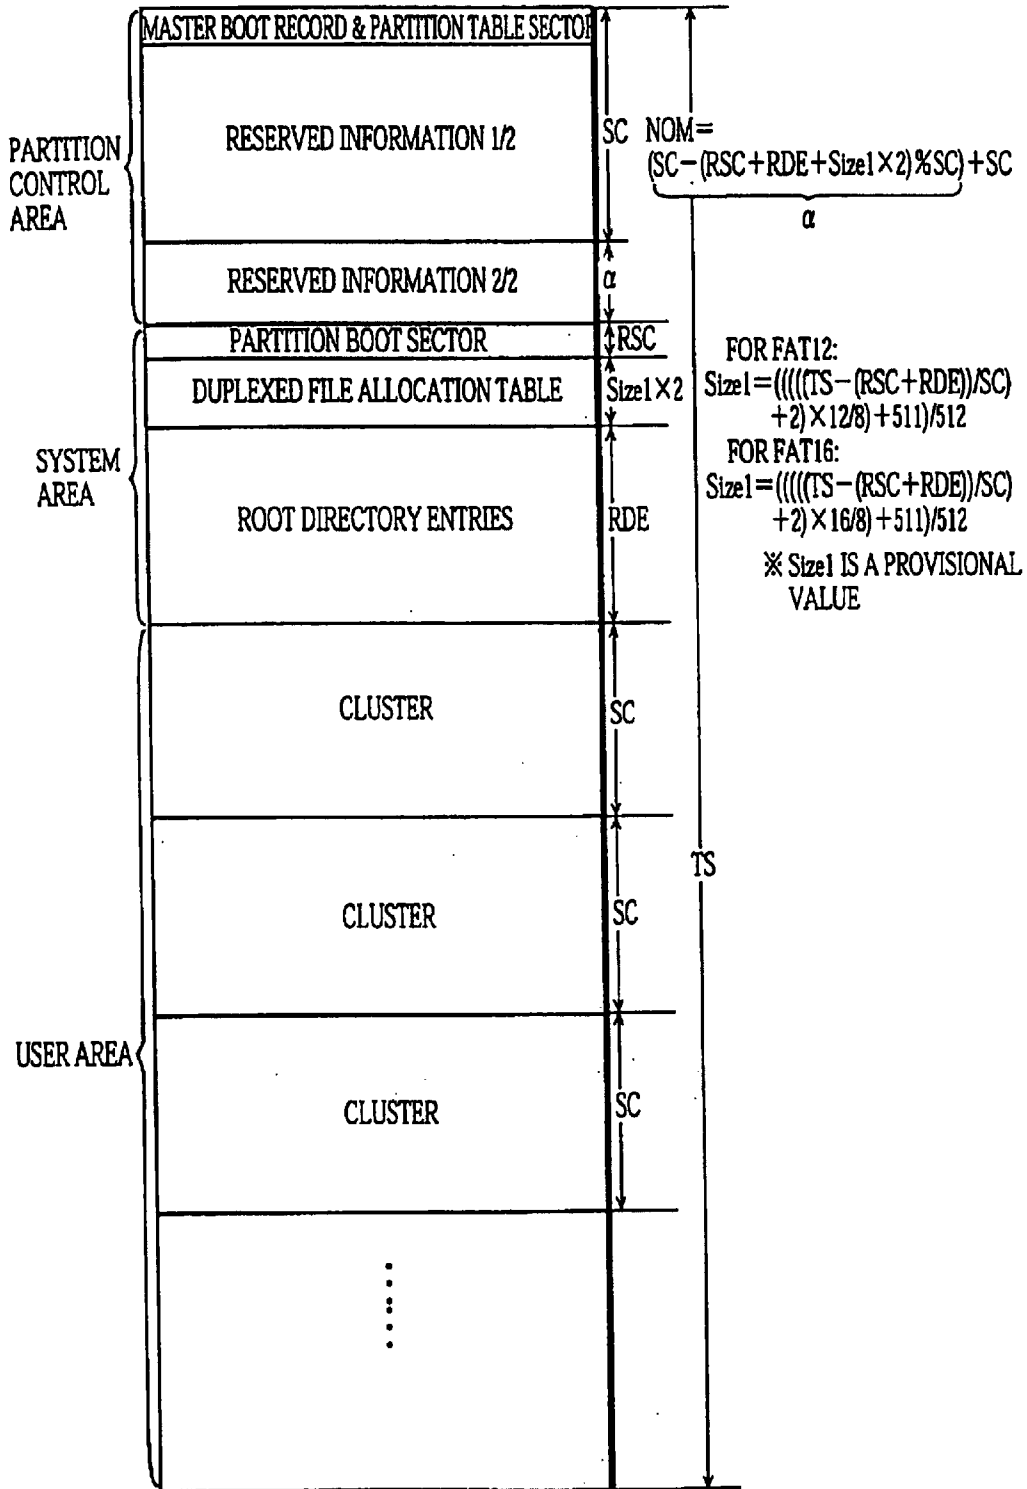 MASTER BOOT RECORD & PARTITION TABLE SECTOR
PARTITION
CONTROL
AREA
RESERVED INFORMATION 1/2
SC
NOM=
(SC-(RSC+RDE+Size1×2)%SC)+SC
α
RESERVED INFORMATION 2/2
α
PARTITION BOOT SECTOR
RSC
DUPLEXED FILE ALLOCATION TABLE
Size1×2
FOR FAT12:
Size1=(((((TS-(RSC+RDE))/SC)
+2)×12/8)+511)/512
FOR FAT16:
Size1=(((((TS-(RSC+RDE))/SC)
+2)×16/8)+511)/512
※ Size1 IS A PROVISIONAL
VALUE
SYSTEM
AREA
ROOT DIRECTORY ENTRIES
RDE
CLUSTER
SC
TS
CLUSTER
SC
USER AREA
CLUSTER
SC